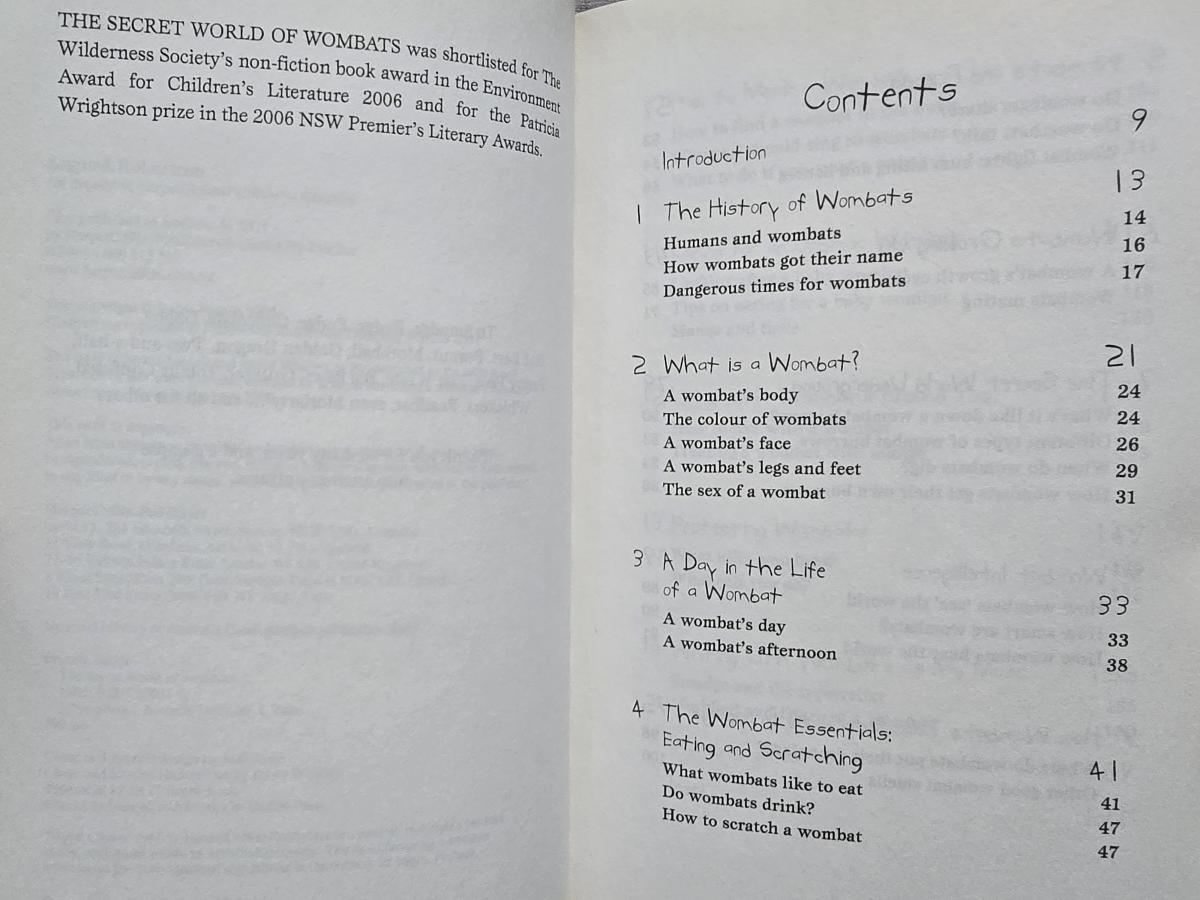 THE SECRET WORLD OF WOMBATS was shortlisted for The
Wilderness Society's non-fiction book award in the Environment
Award for Children's Literature 2006 and for the Patricia
Wrightson prize in the 2006 NSW Premier's Literary Awards.
Contents
Introduction 9
1 The History of Wombats 13
Humans and wombats 14
How wombats got their name 16
Dangerous times for wombats 17
2 What is a Wombat? 21
A wombat's body 24
The colour of wombats 24
A wombat's face 26
A wombat's legs and feet 29
The sex of a wombat 31
3 A Day in the Life
of a Wombat 33
A wombat's day 33
A wombat's afternoon 38
4 The Wombat Essentials:
Eating and Scratching 41
What wombats like to eat 41
Do wombats drink? 47
How to scratch a wombat 47